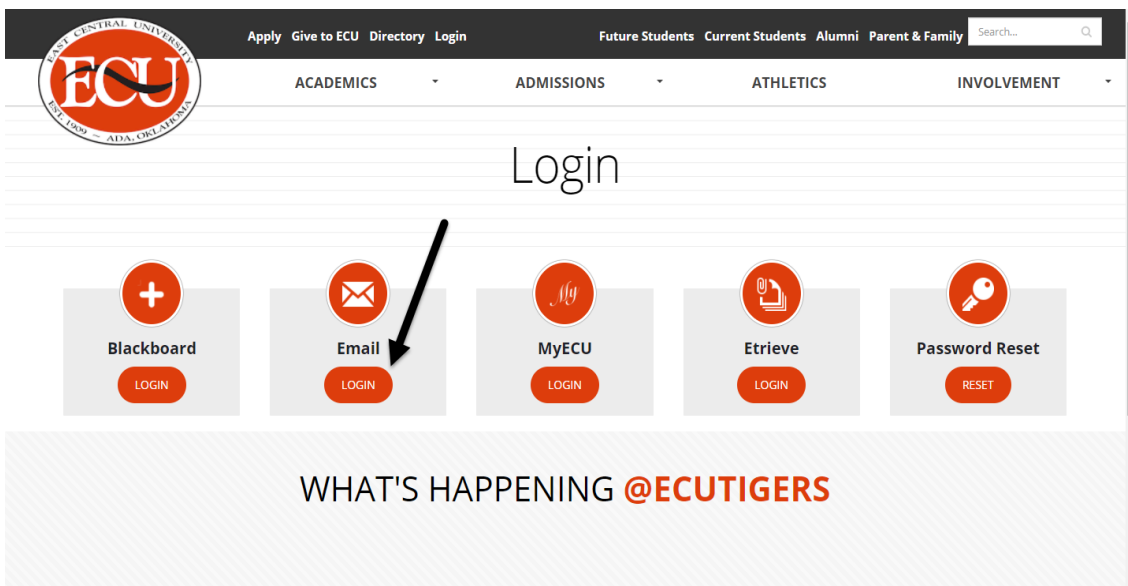 EAST CENTRAL UNIVERSITY
ECU
EST. 1909 ~ ADA, OKLAHOMA
Apply Give to ECU Directory Login Future Students Current Students Alumni Parent & Family Search...
ACADEMICS ADMISSIONS ATHLETICS INVOLVEMENT
Login
My
Blackboard Email MyECU Etrieve Password Reset
LOGIN LOGIN LOGIN LOGIN RESET
WHAT'S HAPPENING @ECUTIGERS